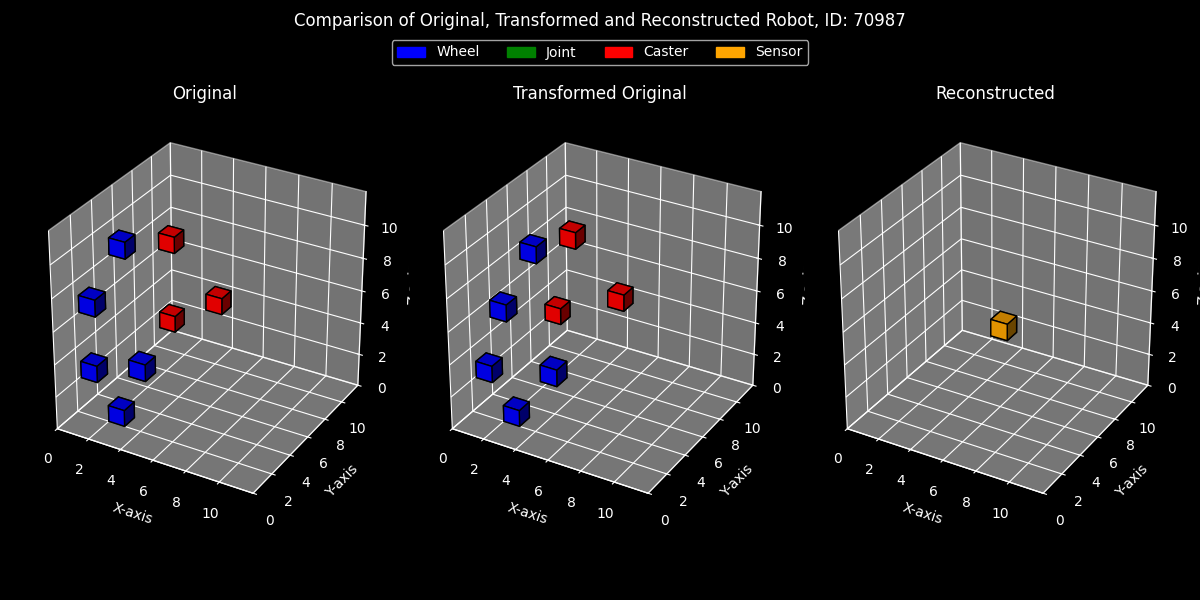 Comparison of Original, Transformed and Reconstructed Robot, ID: 70987
Wheel Joint Caster Sensor
Original Transformed Original Reconstructed
10 10 10
8 8 8
6 6 6
4 4 4
2 2 2
0 0 0
0 2 4 6 8 10 0 2 4 6 8 10 0 2 4 6 8 10
0 2 4 6 8 10 0 2 4 6 8 10 0 2 4 6 8 10
X-axis Y-axis X-axis Y-axis X-axis Y-axis